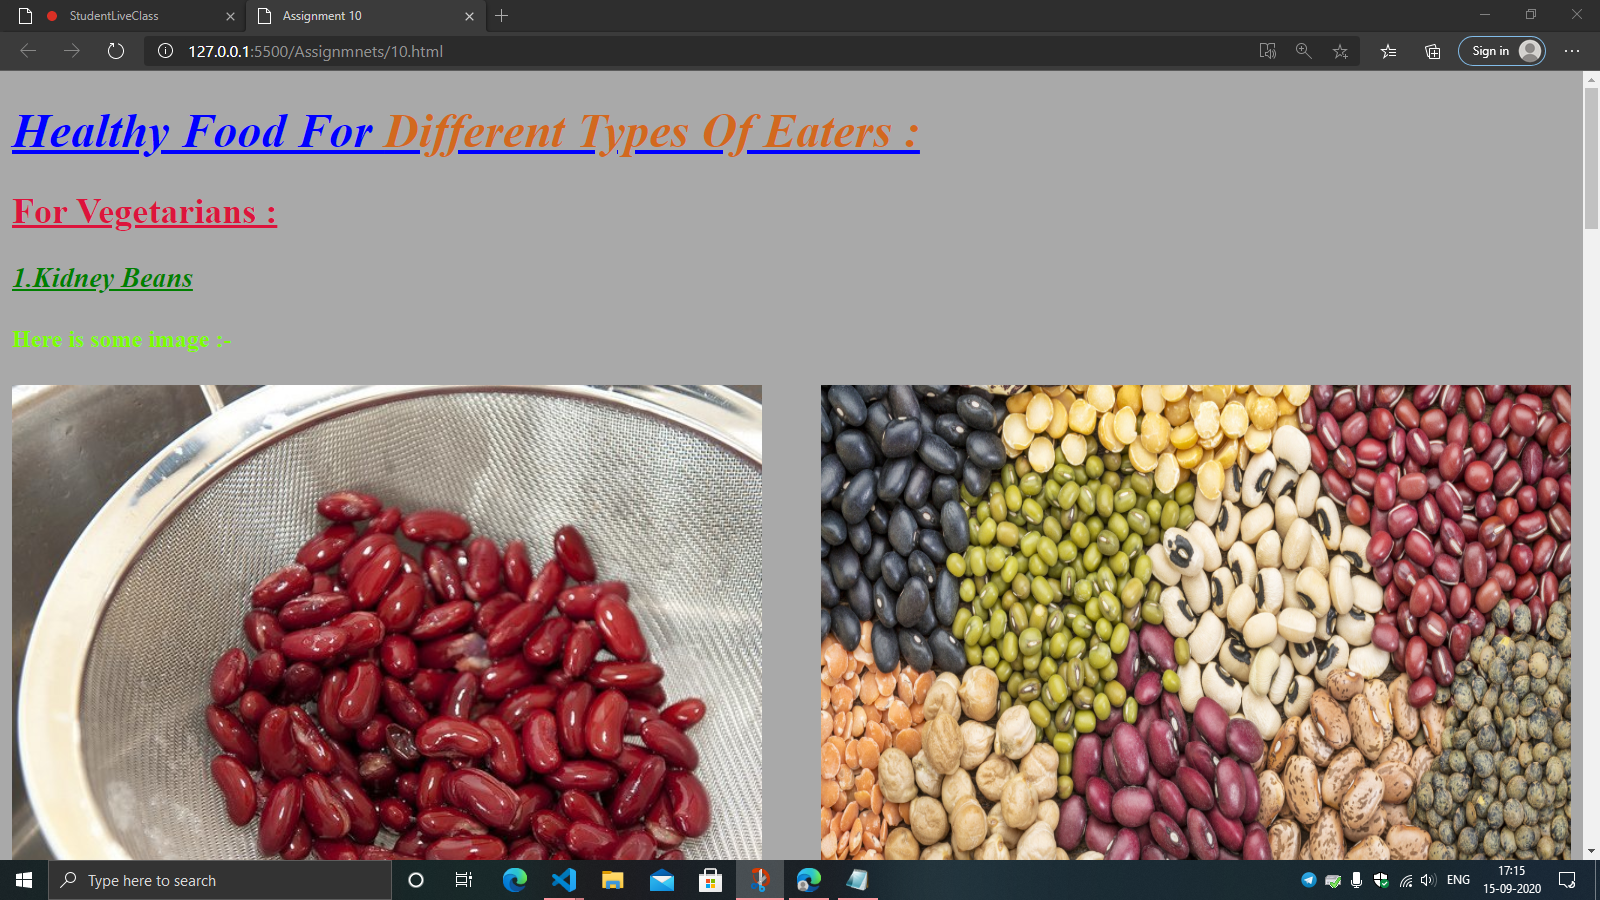 StudentLiveClass
Assignment 10
127.0.0.1:5500/Assignmnets/10.html
Sign in
Healthy Food For Different Types Of Eaters :
For Vegetarians :
1.Kidney Beans
Here is some image :-
Type here to search
ENG
17:15
15-09-2020